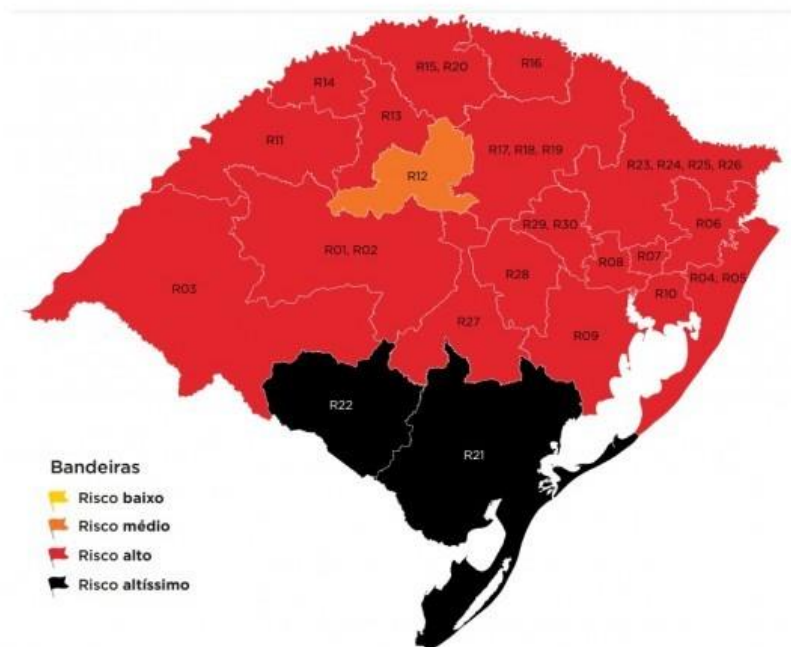 R15, R20
R16
R14
R13
R11
R17, R18, R19
R23, R24, R25, R26
R12
R29, R30
R06
R01, R02
R08
R07
R28
R04, R05
R03
R10
R27
R09
R22
R21
Bandeiras
Risco baixo
Risco médio
Risco alto
Risco altíssimo